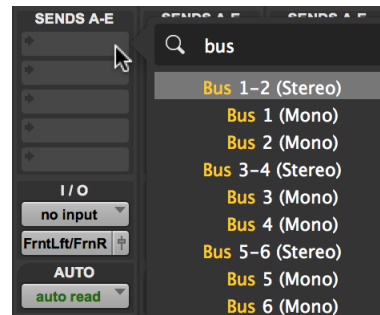 SENDS A-E
SENDS A-E
SENDS A-E
bus
Bus 1-2 (Stereo)
Bus 1 (Mono)
Bus 2 (Mono)
Bus 3-4 (Stereo)
Bus 3 (Mono)
Bus 4 (Mono)
Bus 5-6 (Stereo)
Bus 5 (Mono)
Bus 6 (Mono)
I / O
no input
FrntLft/FrnR
AUTO
auto read